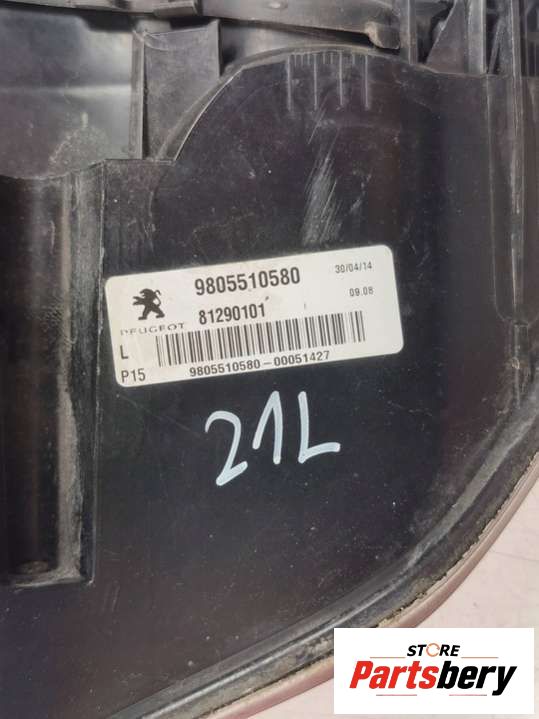 9805510580 30/04/14
PEUGEOT 81290101 09.08
L
P15 9805510580-00051427
21L
STORE
Partsbery